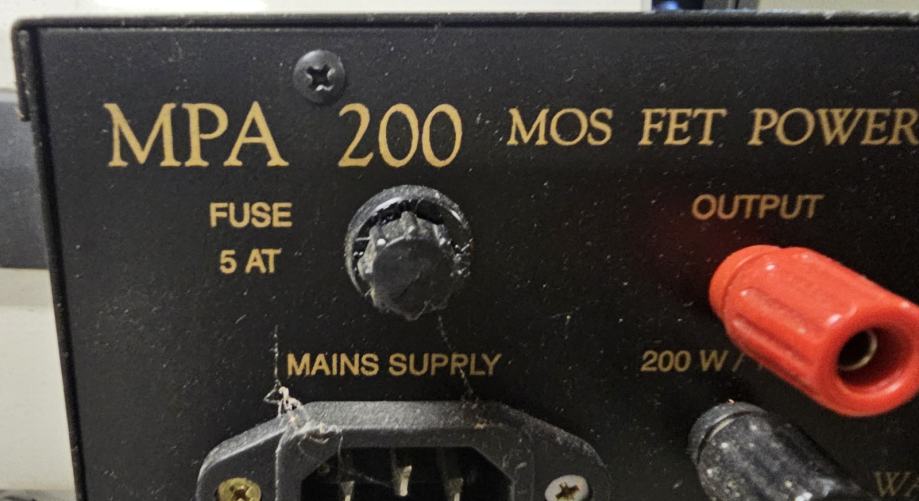 MPA 200 MOS FET POWER
FUSE
5 AT
OUTPUT
MAINS SUPPLY
200 W /